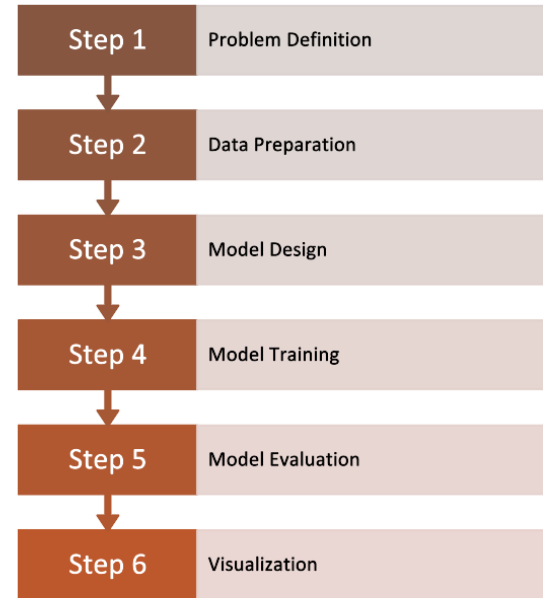 Step 1 Problem Definition
Step 2 Data Preparation
Step 3 Model Design
Step 4 Model Training
Step 5 Model Evaluation
Step 6 Visualization